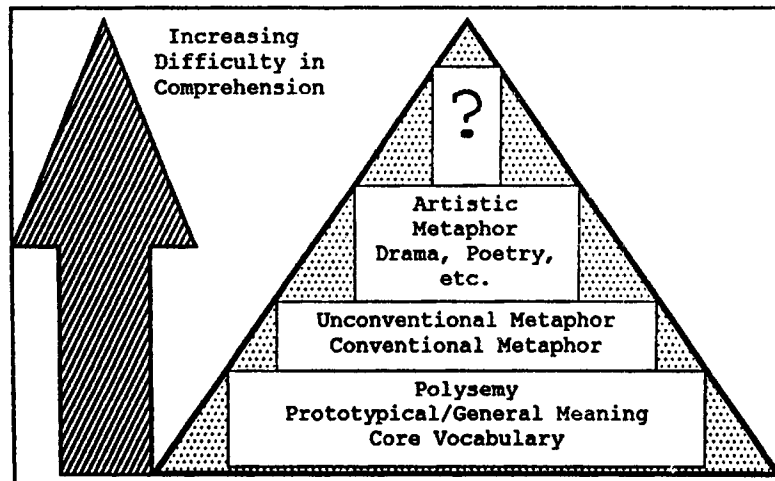 Increasing
Difficulty in
Comprehension
?
Artistic
Metaphor
Drama, Poetry,
etc.
Unconventional Metaphor
Conventional Metaphor
Polysemy
Prototypical/General Meaning
Core Vocabulary